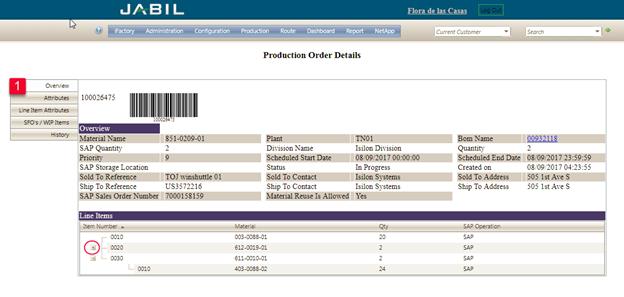 JABIL
Flora de las Casas Log Out
iFactory Administration Configuration Production Route Dashboard Report NetApp Current Customer Search
Production Order Details
1 Overview
Attributes
Line Item Attributes
SFO's / WIP Items
History
100026475
100026475
Overview
Material Name 851-0209-01 Plant TN01 Bom Name 00932118
SAP Quantity 2 Division Name Isilon Division Quantity 2
Priority 9 Scheduled Start Date 08/09/2017 00:00:00 Scheduled End Date 08/09/2017 23:59:59
SAP Storage Location Status In Progress Created on 08/09/2017 04:23:55
Sold To Reference TOJ winshuttle 01 Sold To Contact Isilon Systems Sold To Address 505 1st Ave S
Ship To Reference US3572216 Ship To Contact Isilon Systems Ship To Address 505 1st Ave S
SAP Sales Order Number 7000158159 Material Reuse Is Allowed Yes
Line Items
Item Number Material Qty SAP Operation
0010 003-0088-01 20 SAP
0020 612-0019-01 2 SAP
0030 611-0010-01 2 SAP
0010 403-0088-02 24 SAP